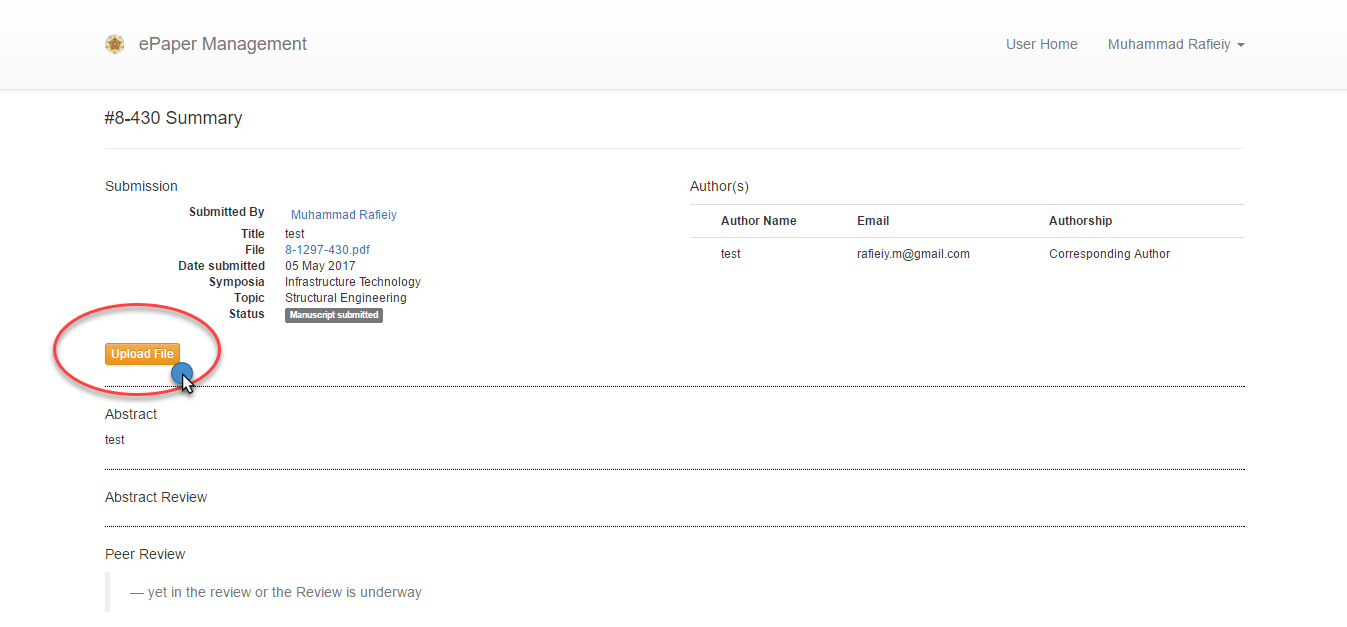 ePaper Management
User Home
Muhammad Rafieiy
#8-430 Summary
Submission
Submitted By Muhammad Rafieiy
Title test
File 8-1297-430.pdf
Date submitted 05 May 2017
Symposia Infrastructure Technology
Topic Structural Engineering
Status Manuscript submitted
Upload File
Author(s)
Author Name Email Authorship
test rafieiy.m@gmail.com Corresponding Author
Abstract
test
Abstract Review
Peer Review
— yet in the review or the Review is underway